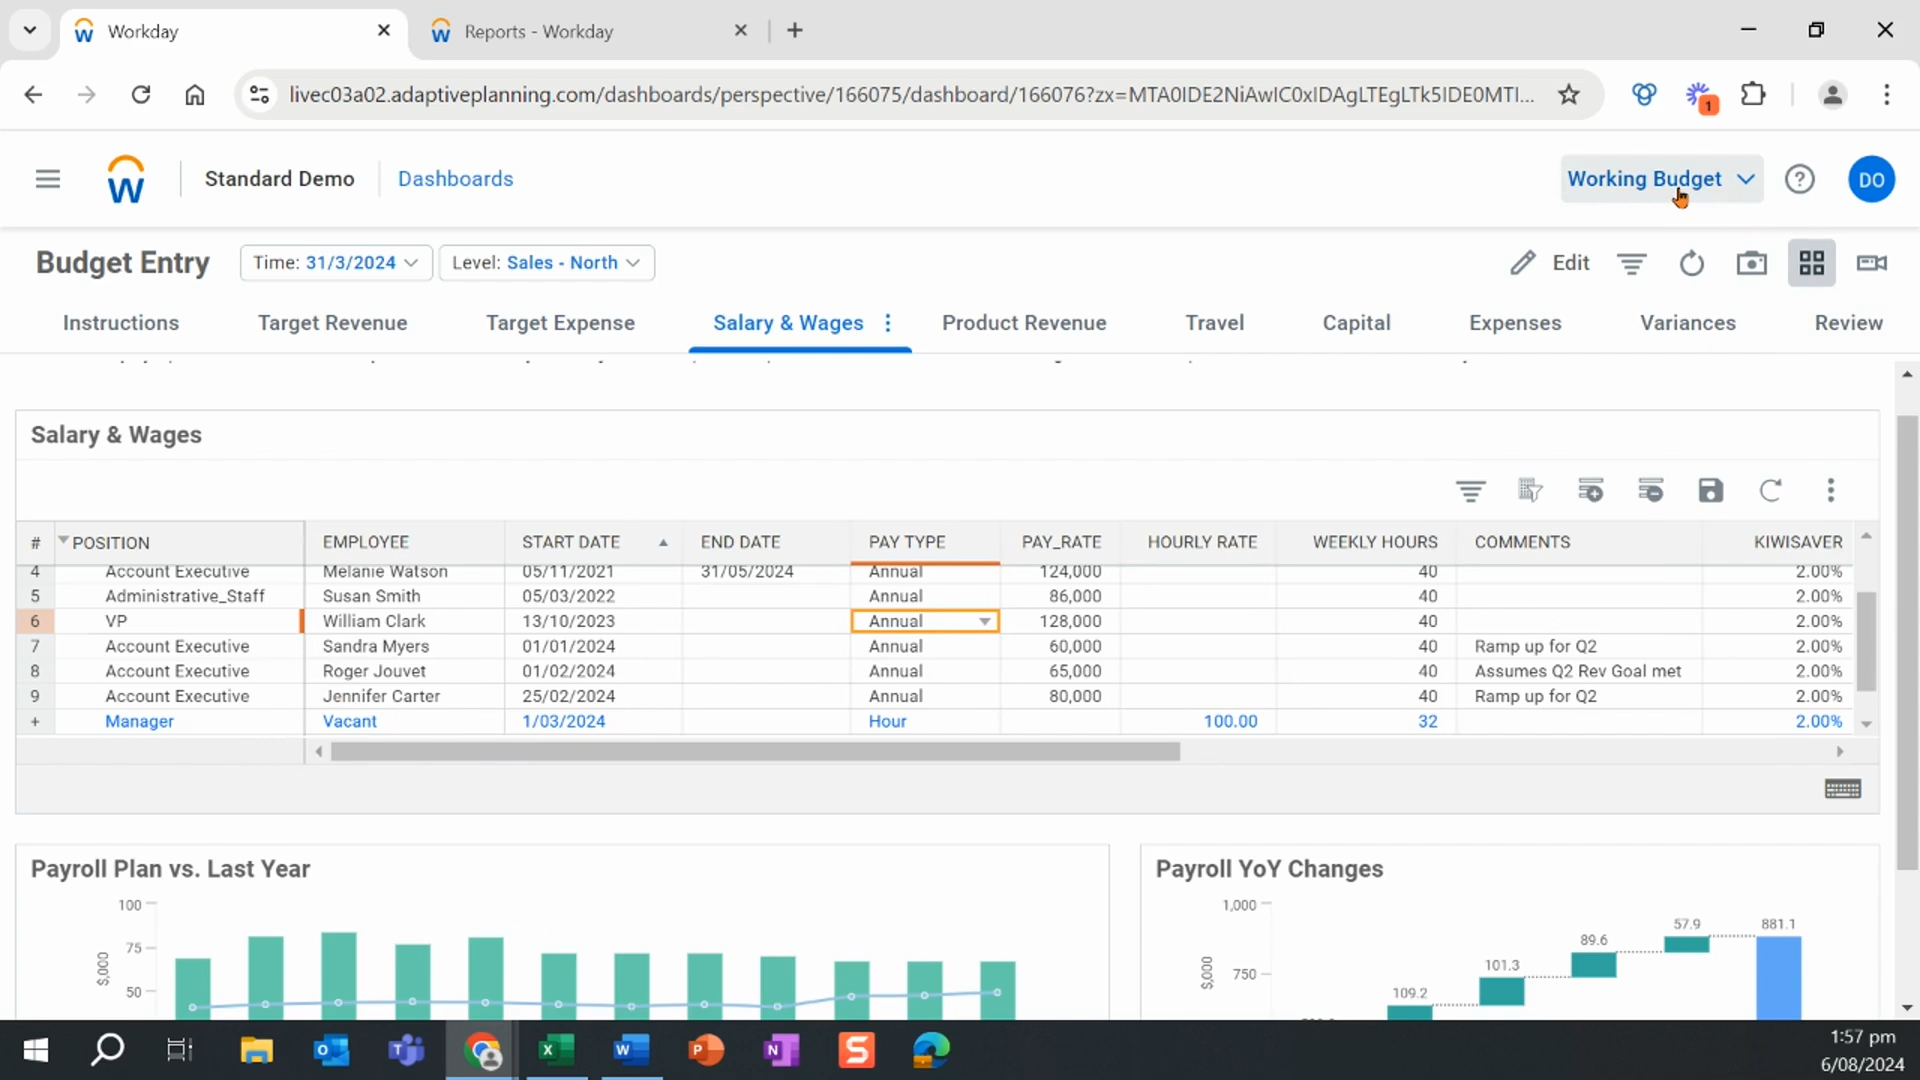 Workday
Reports - Workday
livec03a02.adaptiveplanning.com/dashboards/perspective/166075/dashboard/166076?zx=MTA0IDE2NiAwIC0xIDAgLTEgLTk5IDE0MTI...
1
Standard Demo
Dashboards
Working Budget
DO
Budget Entry
Time: 31/3/2024
Level: Sales - North
Edit
Instructions
Target Revenue
Target Expense
Salary & Wages
Product Revenue
Travel
Capital
Expenses
Variances
Review
Salary & Wages
# POSITION EMPLOYEE START DATE END DATE PAY TYPE PAY_RATE HOURLY RATE WEEKLY HOURS COMMENTS KIWISAVER
4 Account Executive Melanie Watson 05/11/2021 31/05/2024 Annual 124,000 40 2.00%
5 Administrative_Staff Susan Smith 05/03/2022 Annual 86,000 40 2.00%
6 VP William Clark 13/10/2023 Annual 128,000 40 2.00%
7 Account Executive Sandra Myers 01/01/2024 Annual 60,000 40 Ramp up for Q2 2.00%
8 Account Executive Roger Jouvet 01/02/2024 Annual 65,000 40 Assumes Q2 Rev Goal met 2.00%
9 Account Executive Jennifer Carter 25/02/2024 Annual 80,000 40 Ramp up for Q2 2.00%
+ Manager Vacant 1/03/2024 Hour 100.00 32 2.00%
Payroll Plan vs. Last Year
100
75
50
$,000
Payroll YoY Changes
1,000
750
$,000
109.2
101.3
89.6
57.9
881.1
1:57 pm
6/08/2024